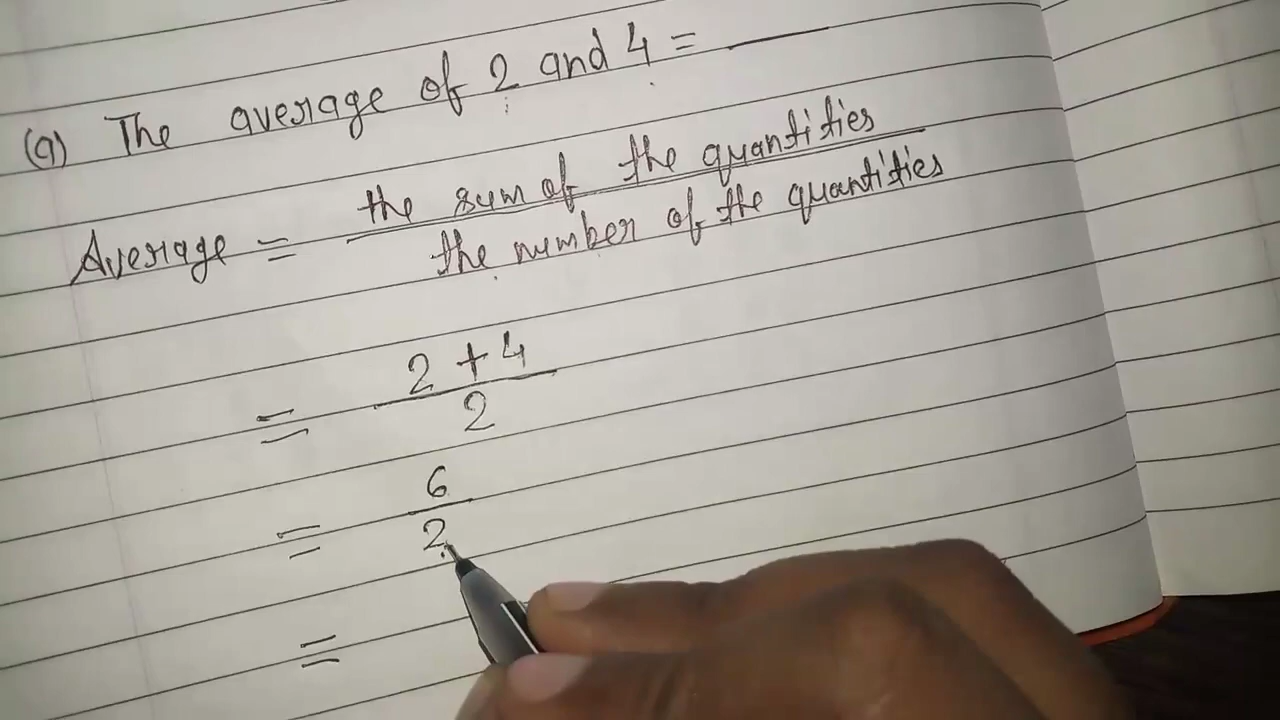 (a) The average of 2 and 4 = ____
Average = the sum of the quantities
the number of the quantities
= 2 + 4
2
= 6
2
=